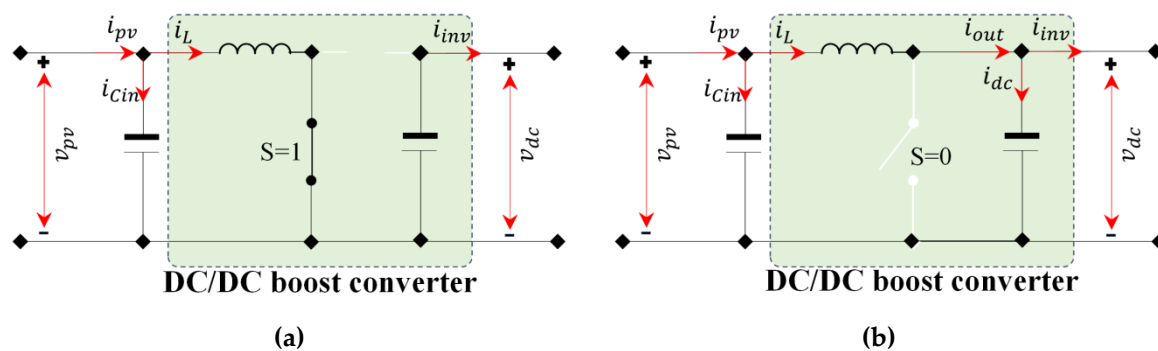 i_pv i_L i_inv i_pv i_L i_out i_inv
+ + + +
i_Cin i_Cin i_dc
v_pv S=1 v_dc v_pv S=0 v_dc
- - - -
DC/DC boost converter DC/DC boost converter
(a) (b)